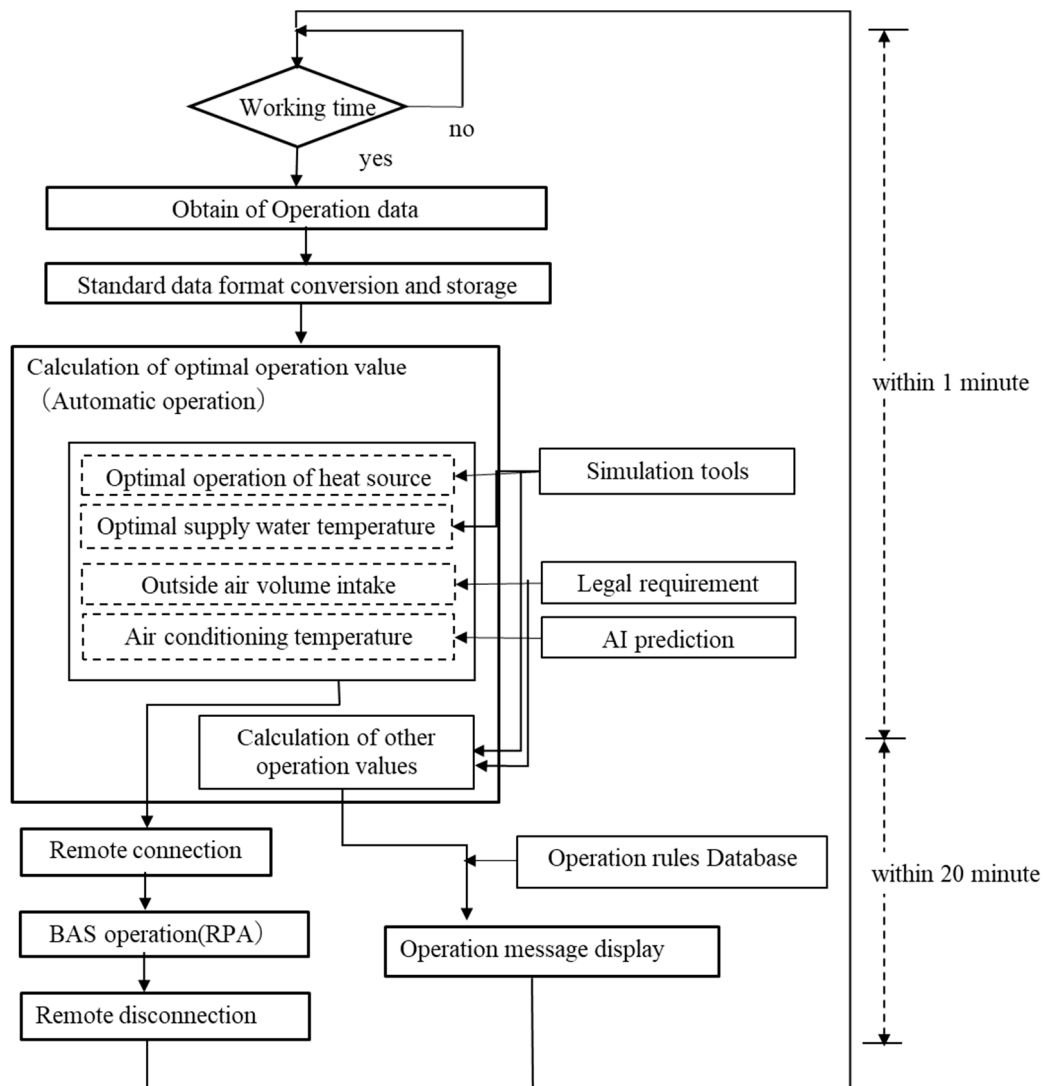 Working time
no
yes
Obtain of Operation data
Standard data format conversion and storage
Calculation of optimal operation value
（Automatic operation）
within 1 minute
Optimal operation of heat source
Simulation tools
Optimal supply water temperature
Outside air volume intake
Legal requirement
Air conditioning temperature
AI prediction
Calculation of other
operation values
Remote connection
Operation rules Database
within 20 minute
BAS operation(RPA）
Operation message display
Remote disconnection